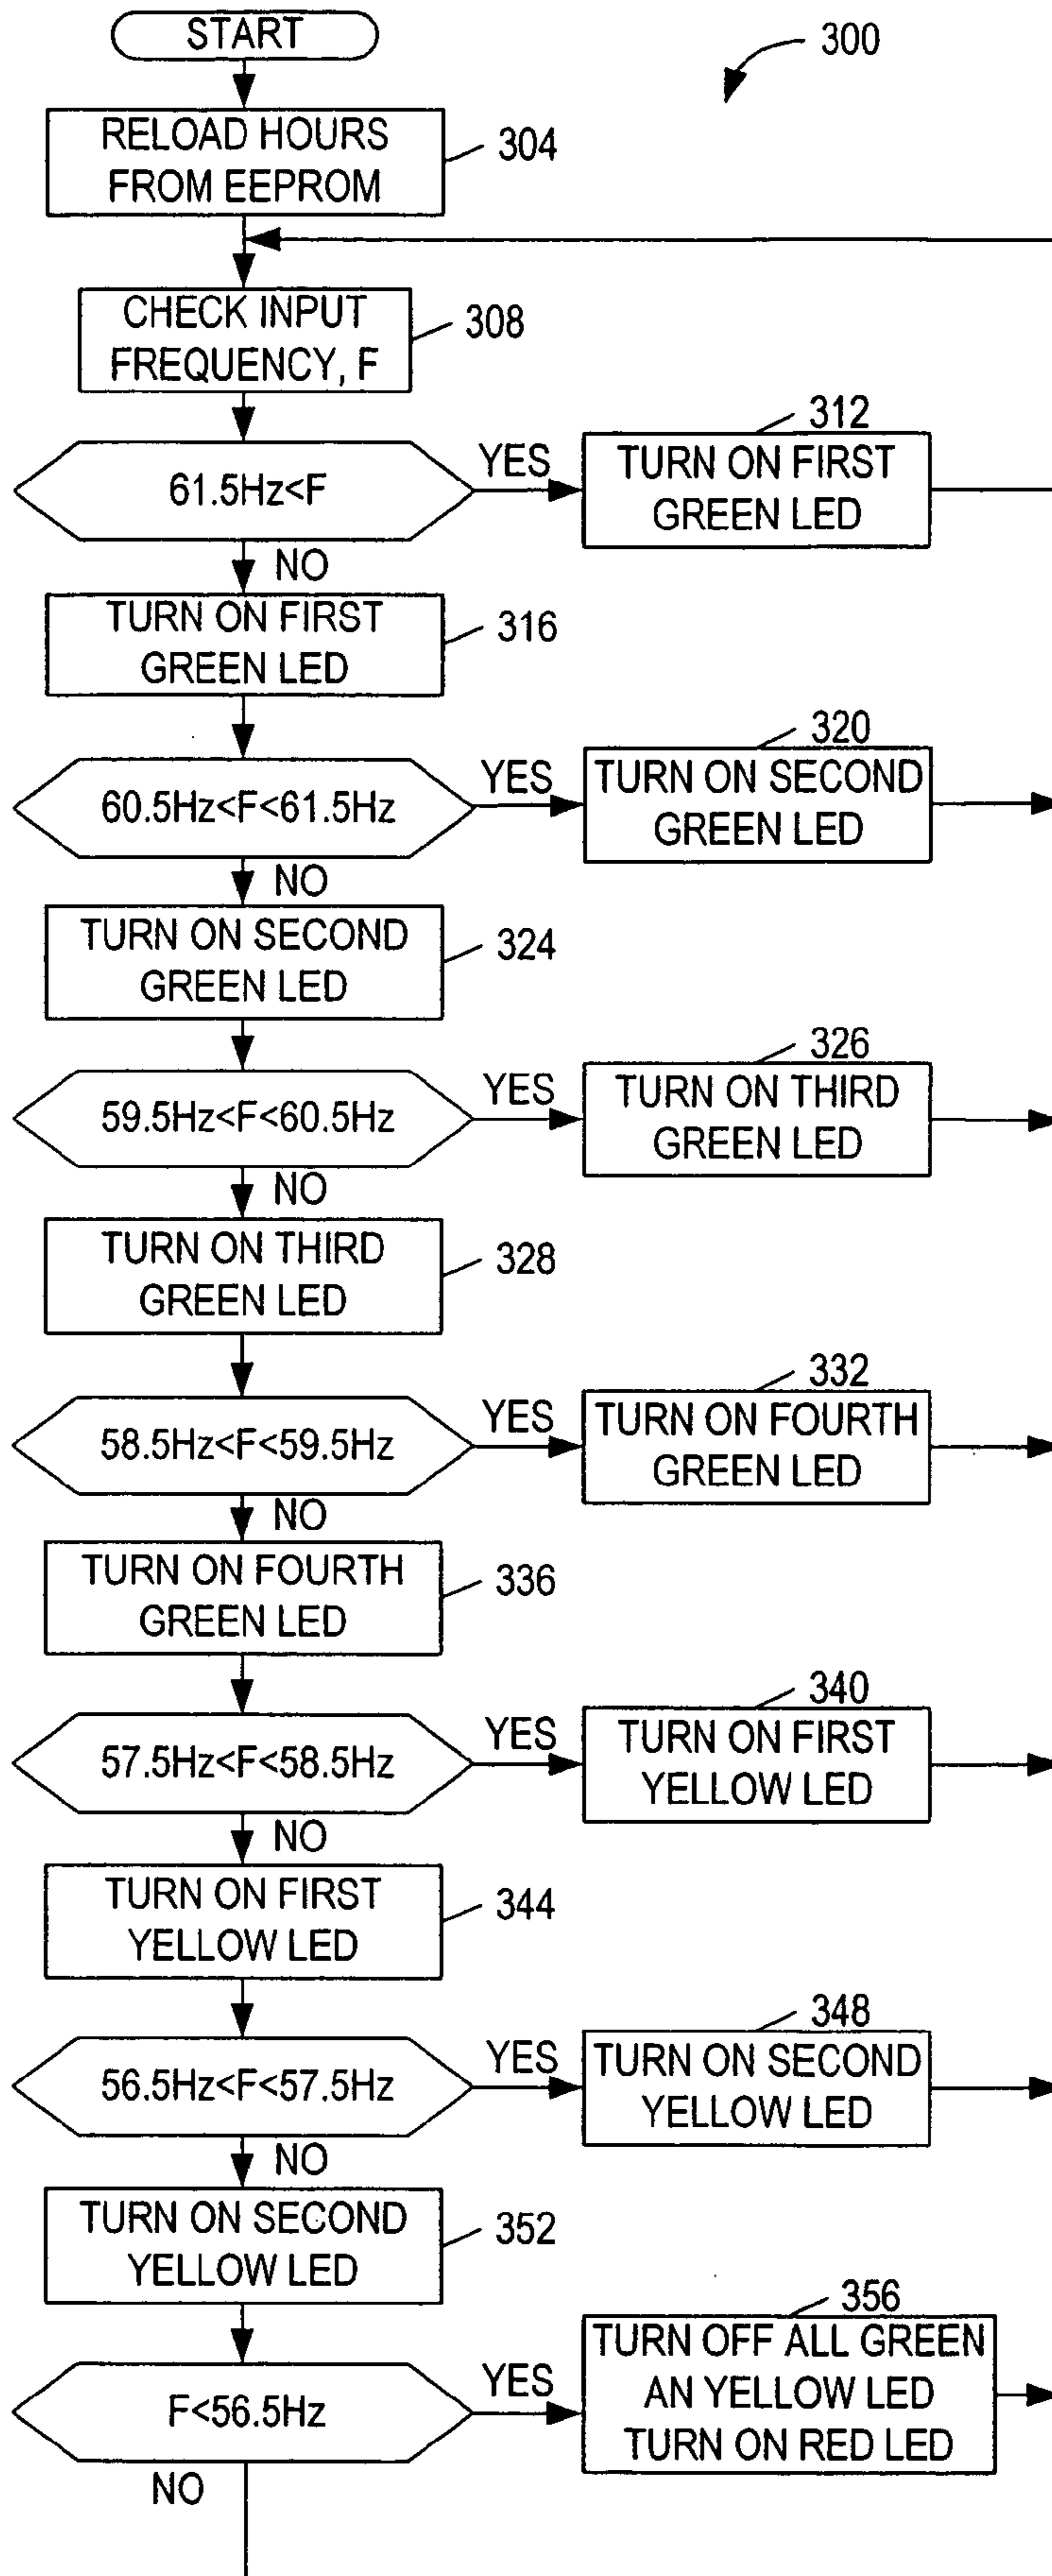 START
300
RELOAD HOURS
FROM EEPROM
304
CHECK INPUT
FREQUENCY, F
308
61.5Hz<F
YES
312
TURN ON FIRST
GREEN LED
NO
TURN ON FIRST
GREEN LED
316
60.5Hz<F<61.5Hz
YES
320
TURN ON SECOND
GREEN LED
NO
TURN ON SECOND
GREEN LED
324
59.5Hz<F<60.5Hz
YES
326
TURN ON THIRD
GREEN LED
NO
TURN ON THIRD
GREEN LED
328
58.5Hz<F<59.5Hz
YES
332
TURN ON FOURTH
GREEN LED
NO
TURN ON FOURTH
GREEN LED
336
57.5Hz<F<58.5Hz
YES
340
TURN ON FIRST
YELLOW LED
NO
TURN ON FIRST
YELLOW LED
344
56.5Hz<F<57.5Hz
YES
348
TURN ON SECOND
YELLOW LED
NO
TURN ON SECOND
YELLOW LED
352
F<56.5Hz
YES
356
TURN OFF ALL GREEN
AN YELLOW LED
TURN ON RED LED
NO